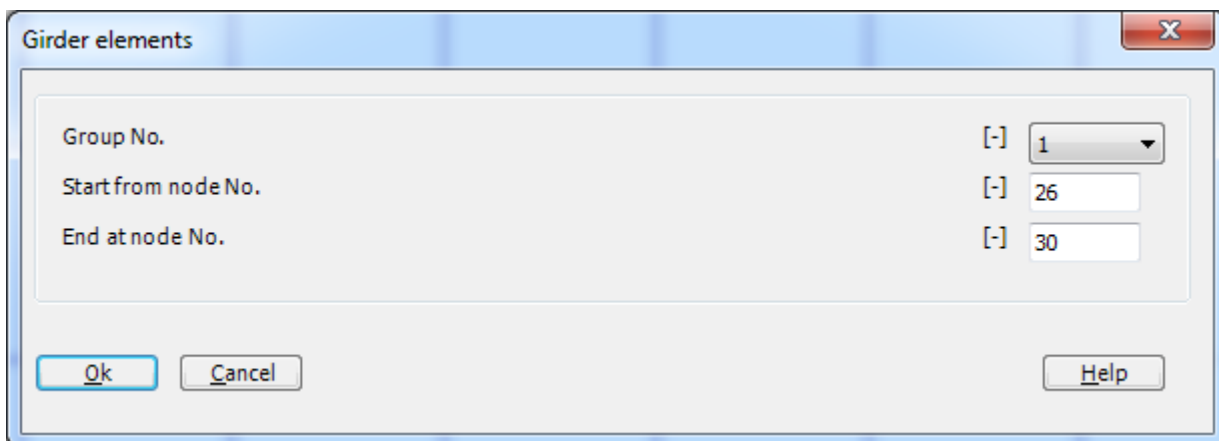 Girder elements
Group No. [-] 1
Start from node No. [-] 26
End at node No. [-] 30
Ok Cancel Help